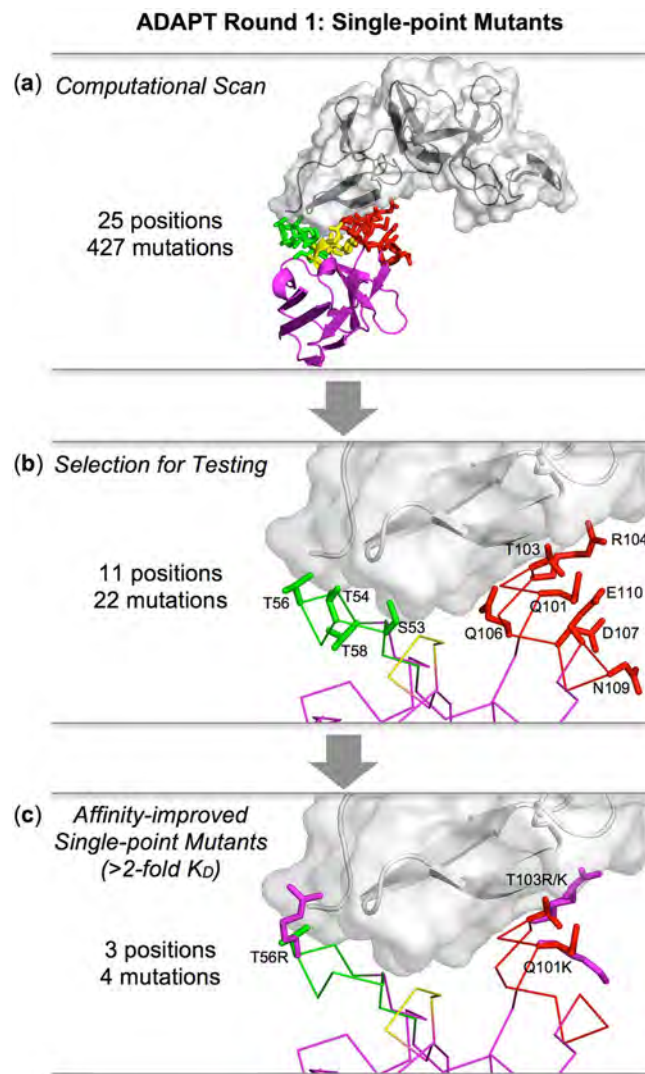 ADAPT Round 1: Single-point Mutants
(a) Computational Scan
25 positions
427 mutations
(b) Selection for Testing
11 positions
22 mutations
T56
T54
T58
S53
T103
R104
Q101
E110
Q106
D107
N109
(c) Affinity-improved
Single-point Mutants
(>2-fold KD)
3 positions
4 mutations
T56R
T103R/K
Q101K